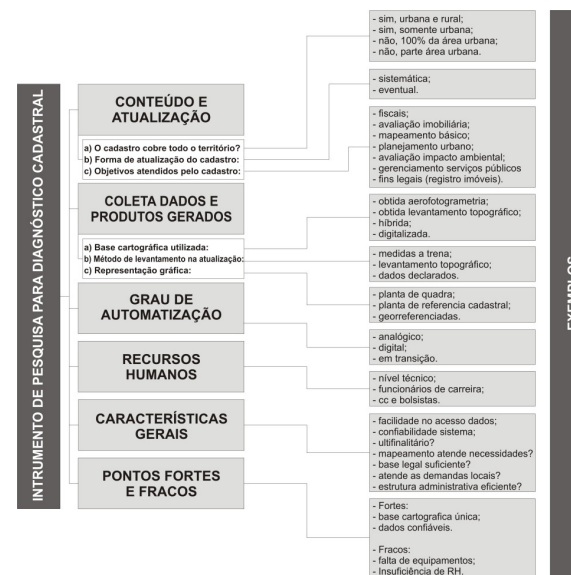 INTRUMENTO DE PESQUISA PARA DIAGNÓSTICO CADASTRAL
CONTEÚDO E
ATUALIZAÇÃO
a) O cadastro cobre todo o território?
b) Forma de atualização do cadastro:
c) Objetivos atendidos pelo cadastro:
COLETA DADOS E
PRODUTOS GERADOS
a) Base cartográfica utilizada:
b) Método de levantamento na atualização:
c) Representação gráfica:
GRAU DE
AUTOMATIZAÇÃO
RECURSOS
HUMANOS
CARACTERÍSTICAS
GERAIS
PONTOS FORTES
E FRACOS
- sim, urbana e rural;
- sim, somente urbana;
- não, 100% da área urbana;
- não, parte área urbana.
- sistemática;
- eventual.
- fiscais;
- avaliação imobiliária;
- mapeamento básico;
- planejamento urbano;
- avaliação impacto ambiental;
- gerenciamento serviços públicos
- fins legais (registro imóveis).
- obtida aerofotogrametria;
- obtida levantamento topográfico;
- híbrida;
- digitalizada.
- medidas a trena;
- levantamento topográfico;
- dados declarados.
- planta de quadra;
- planta de referencia cadastral;
- georreferenciadas.
- analógico;
- digital;
- em transição.
- nível técnico;
- funcionários de carreira;
- cc e bolsistas.
- facilidade no acesso dados;
- confiabilidade sistema;
- ultifinalitário?
- mapeamento atende necessidades?
- base legal suficiente?
- atende as demandas locais?
- estrutura administrativa eficiente?
- Fortes:
- base cartografica única;
- dados confiáveis.
- Fracos:
- falta de equipamentos;
- Insuficiência de RH.
EXEMPLOS